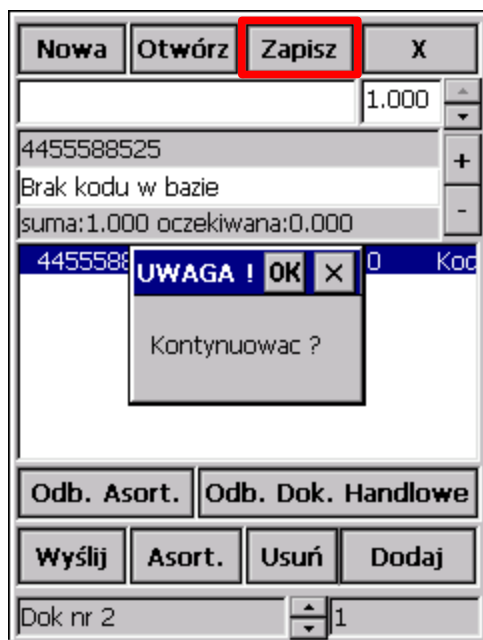 Nowa Otwórz Zapisz X
1.000
4455588525
+
Brak kodu w bazie
-
suma:1.000 oczekiwana:0.000
UWAGA ! OK ×
0 Kod
Kontynuowac ?
Odb. Asort. Odb. Dok. Handlowe
Wyślij Asort. Usuń Dodaj
Dok nr 2 1